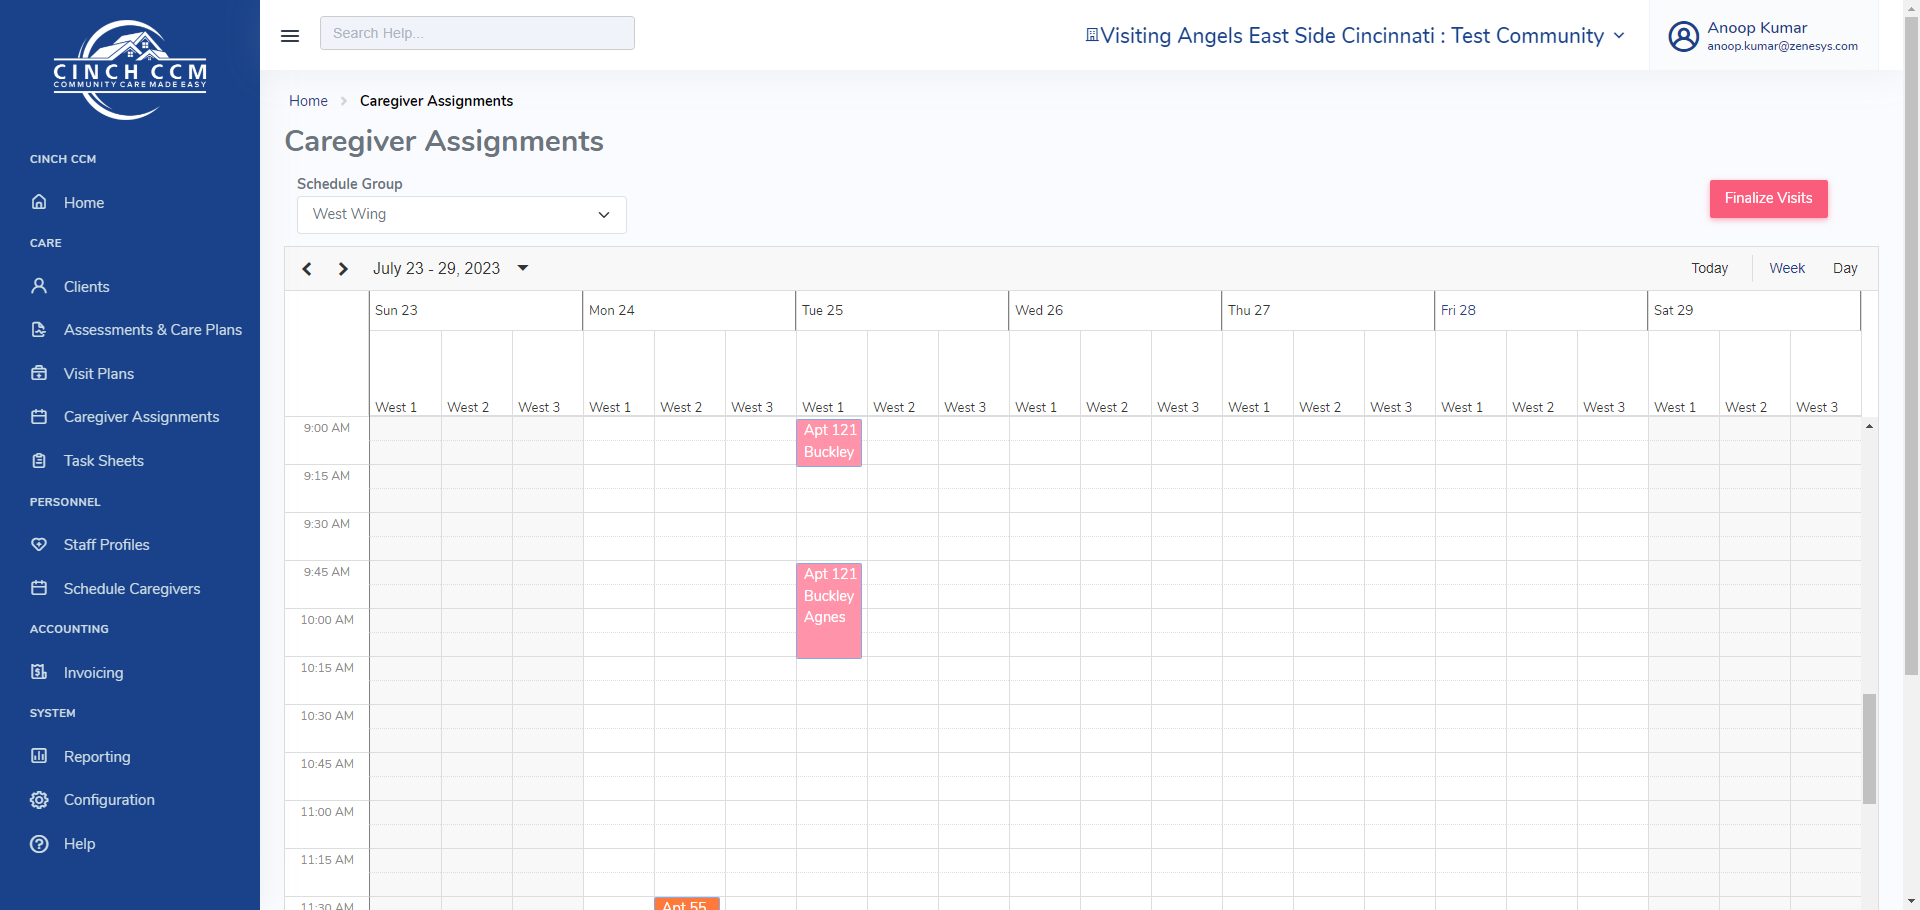 CINCH CCM
COMMUNITY CARE MADE EASY
CINCH CCM
Home
CARE
Clients
Assessments & Care Plans
Visit Plans
Caregiver Assignments
Task Sheets
PERSONNEL
Staff Profiles
Schedule Caregivers
ACCOUNTING
Invoicing
SYSTEM
Reporting
Configuration
Help
Search Help...
Visiting Angels East Side Cincinnati : Test Community
Anoop Kumar
anoop.kumar@zenesys.com
Home > Caregiver Assignments
Caregiver Assignments
Schedule Group
West Wing
Finalize Visits
July 23 - 29, 2023
Today Week Day
Sun 23 Mon 24 Tue 25 Wed 26 Thu 27 Fri 28 Sat 29
West 1 West 2 West 3 West 1 West 2 West 3 West 1 West 2 West 3 West 1 West 2 West 3 West 1 West 2 West 3 West 1 West 2 West 3 West 1 West 2 West 3
9:00 AM
Apt 121
Buckley
9:15 AM
9:30 AM
9:45 AM
Apt 121
Buckley
Agnes
10:00 AM
10:15 AM
10:30 AM
10:45 AM
11:00 AM
11:15 AM
11:30 AM
Apt 55